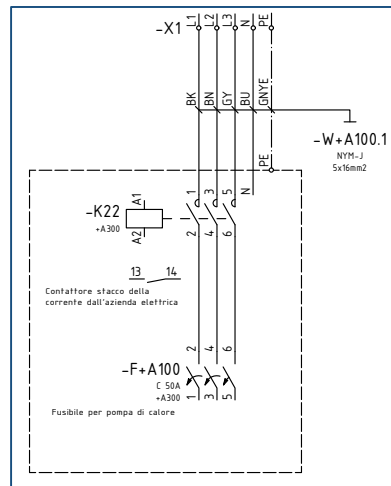 -X1
L1 L2 L3 N PE
BK BN GY BU GNYE
-W+A100.1
NYM-J
5x16mm2
PE
N
-K22
+A300
A1
A2
1 3 5
2 4 6
13 14
Contattore stacco della
corrente dall'azienda elettrica
2 4 6
-F+A100
C 50A
+A300
1 3 5
Fusibile per pompa di calore